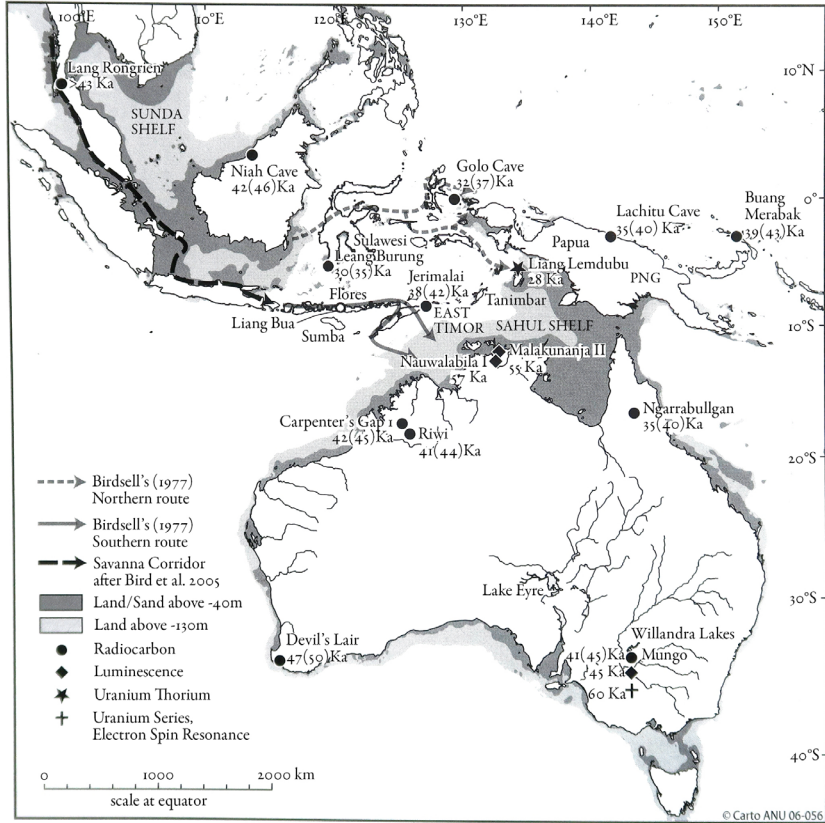 100°E
10°E
120°E
130°E
140°E
150°E
10°N
0°
10°S
20°S
30°S
40°S
Lang Rongrien
>43 Ka
SUNDA
SHELF
Niah Cave
42(46)Ka
Golo Cave
32(37)Ka
Lachitu Cave
35(40) Ka
Buang
Merabak
39(43)Ka
Papua
PNG
Sulawesi
Leang Burung
30(35)Ka
Liang Lemdubu
28 Ka
Jerimalai
38(42)Ka
Tanimbar
Flores
Liang Bua
Sumba
EAST
TIMOR
SAHUL SHELF
Malakunanja II
55 Ka
Nauwalabila I
57 Ka
Carpenter's Gap 1
42(45)Ka
Riwi
41(44)Ka
Ngarrabullgan
35(40)Ka
Lake Eyre
Devil's Lair
47(50)Ka
Willandra Lakes
41(45)Ka
Mungo
45 Ka
60 Ka
Birdsell's (1977)
Northern route
Birdsell's (1977)
Southern route
Savanna Corridor
after Bird et al. 2005
Land/Sand above -40m
Land above -130m
Radiocarbon
Luminescence
Uranium Thorium
Uranium Series,
Electron Spin Resonance
0 1000 2000 km
scale at equator
© Carto ANU 06-056